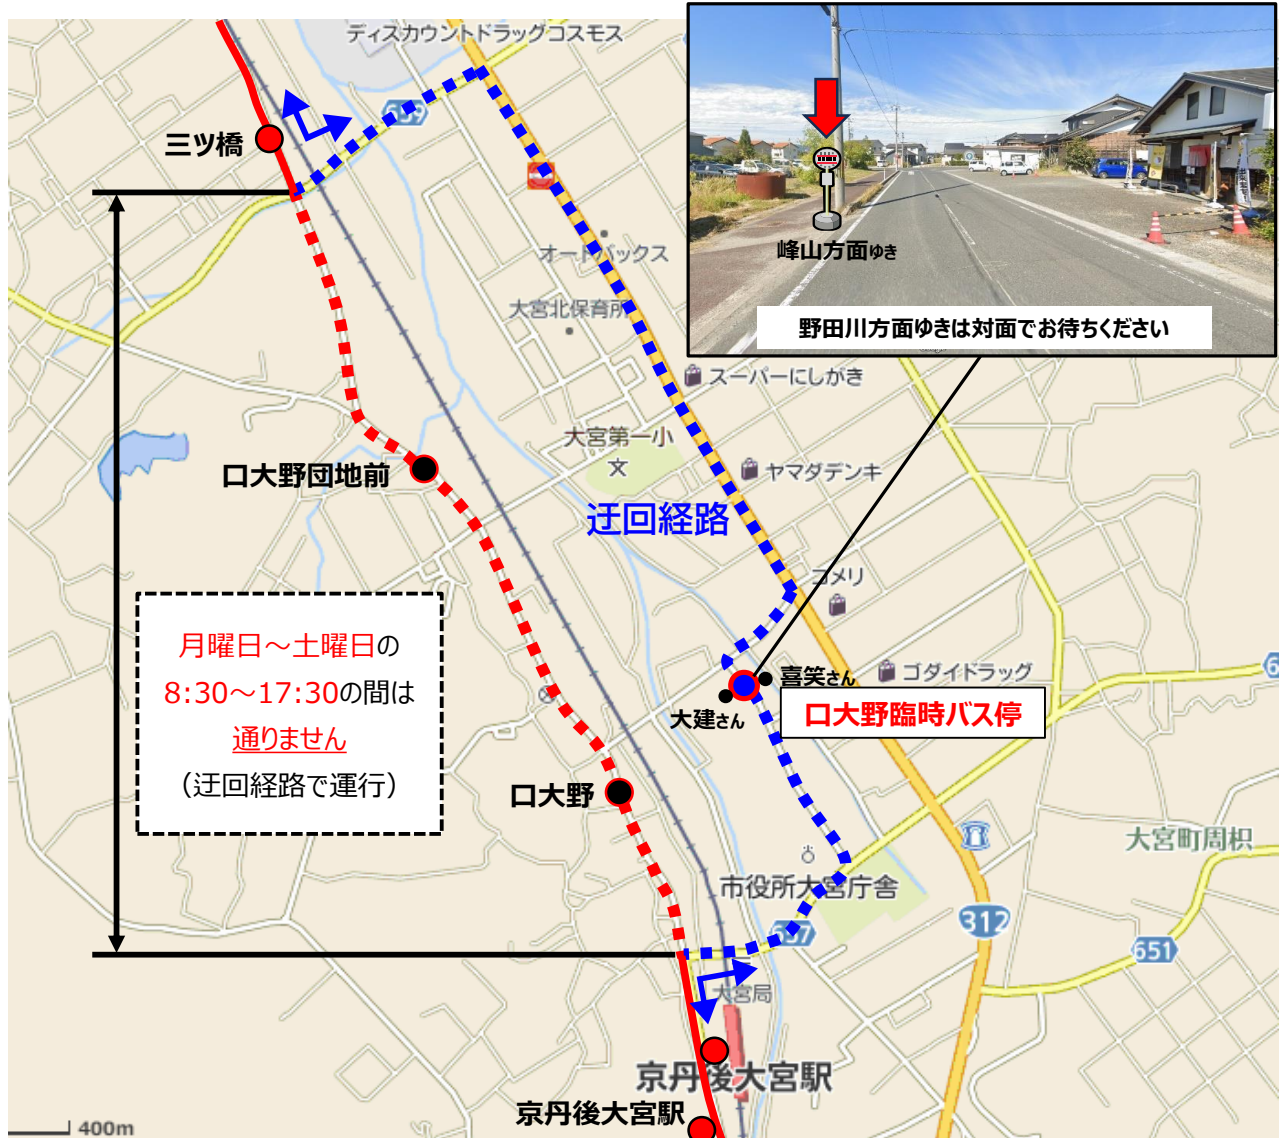 ディスカウントドラッグコスモス
659
三ツ橋
峰山方面ゆき
野田川方面ゆきは対面でお待ちください
オートバックス
大宮北保育所
スーパーにしがき
大宮第一小
文
ヤマダデンキ
口大野団地前
迂回経路
コメリ
月曜日～土曜日の
8:30～17:30の間は
通りません
（迂回経路で運行）
喜笑さん
ゴダイドラッグ
大建さん
口大野臨時バス停
口大野
大宮町周枳
市役所大宮庁舎
312
657
651
大宮局
京丹後大宮駅
京丹後大宮駅
400m